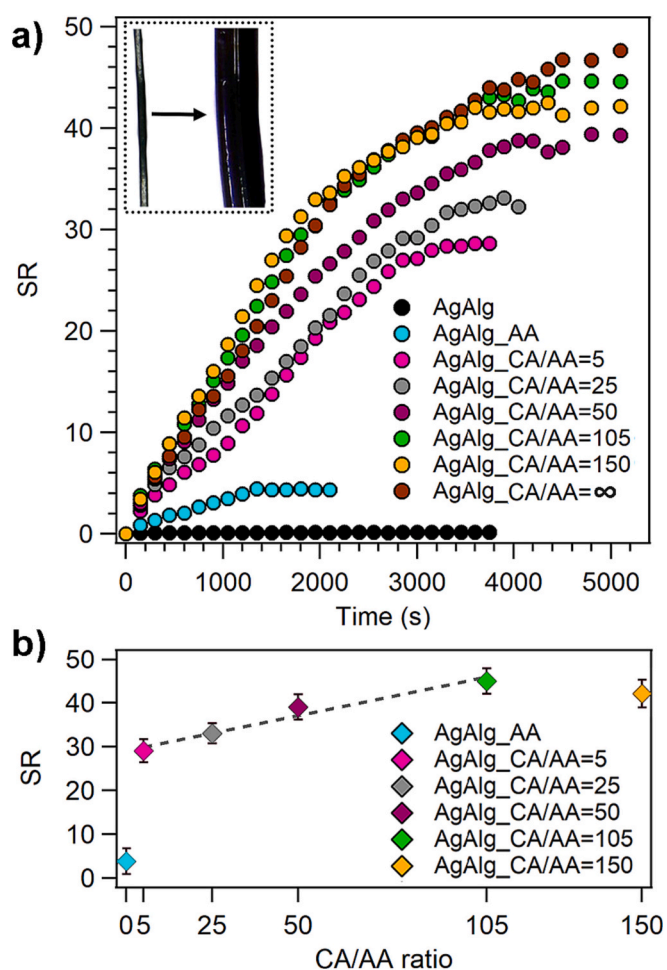 a)
50
40
30
20
10
0
SR
AgAlg
AgAlg_AA
AgAlg_CA/AA=5
AgAlg_CA/AA=25
AgAlg_CA/AA=50
AgAlg_CA/AA=105
AgAlg_CA/AA=150
AgAlg_CA/AA=∞
0 1000 2000 3000 4000 5000
Time (s)
b)
50
40
30
20
10
0
SR
AgAlg_AA
AgAlg_CA/AA=5
AgAlg_CA/AA=25
AgAlg_CA/AA=50
AgAlg_CA/AA=105
AgAlg_CA/AA=150
0 5 25 50 105 150
CA/AA ratio